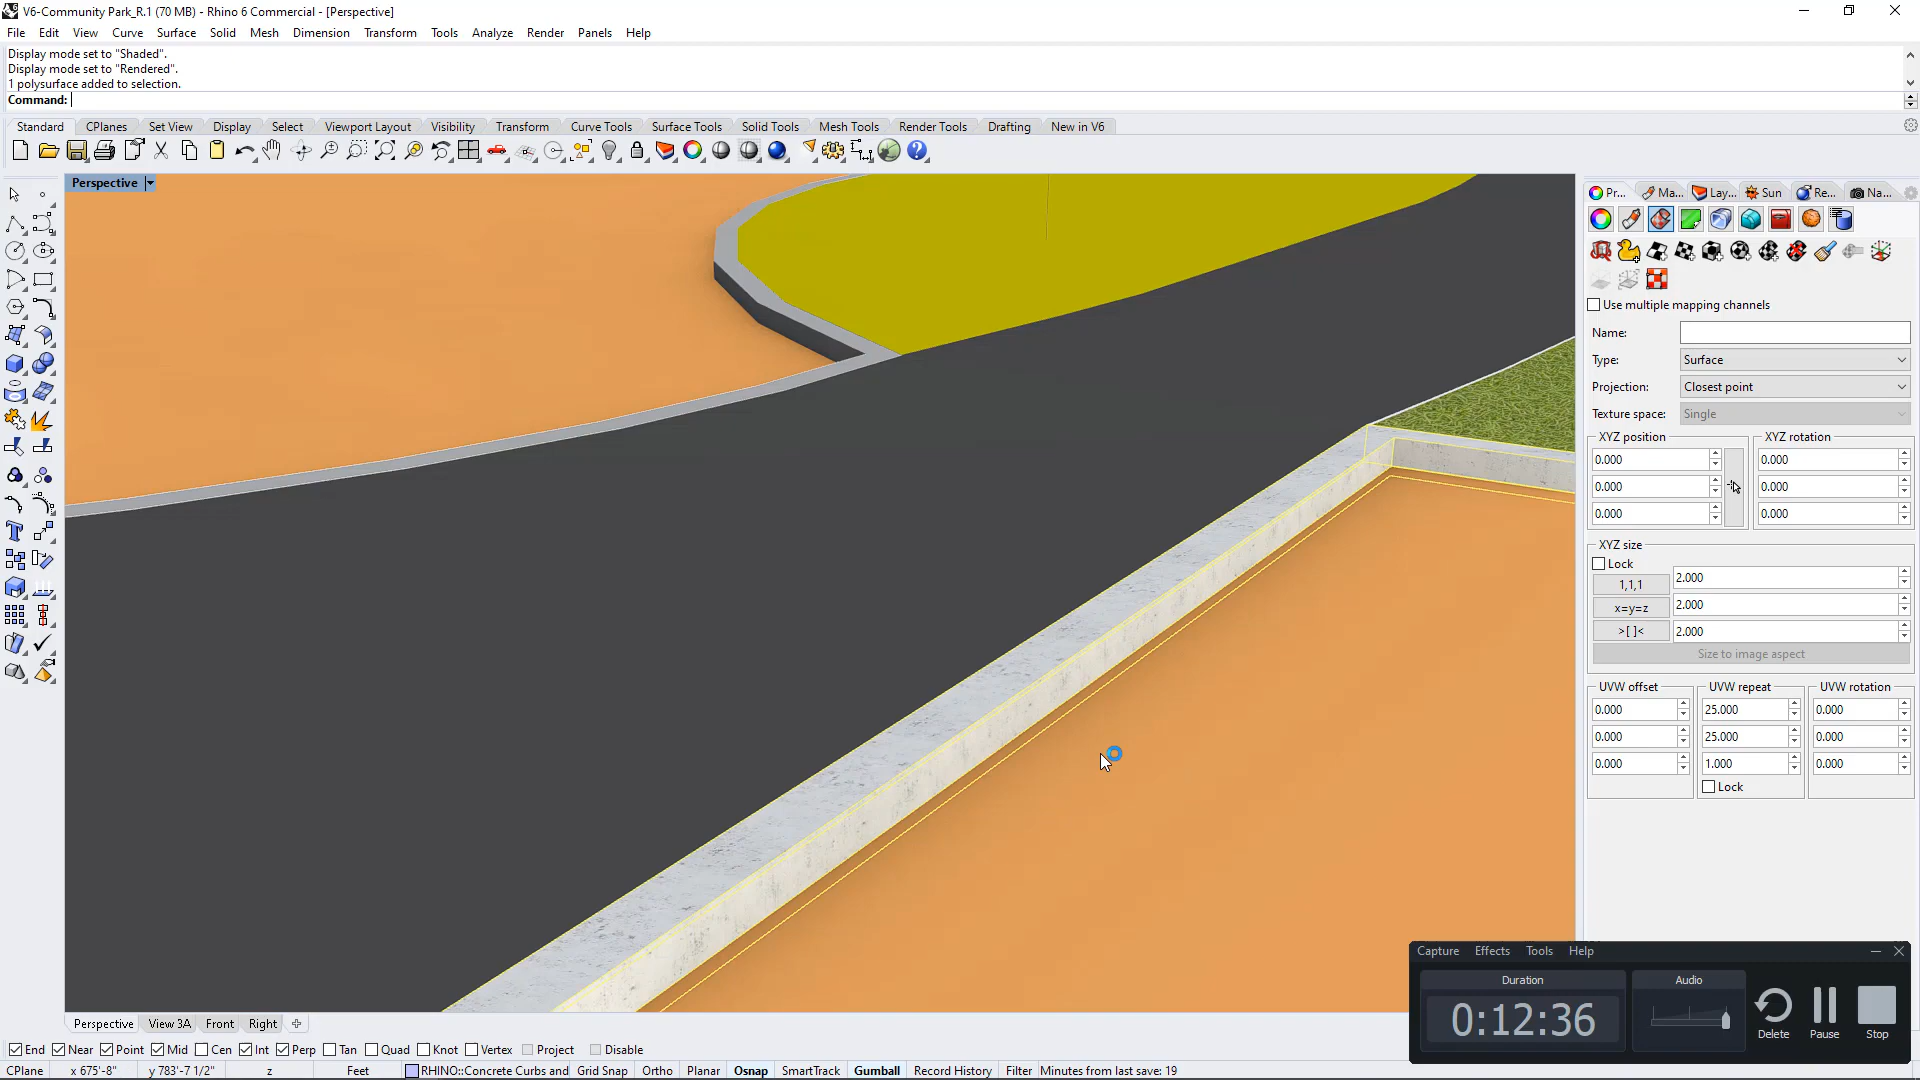 V6-Community Park_R.1 (70 MB) - Rhino 6 Commercial - [Perspective]
File Edit View Curve Surface Solid Mesh Dimension Transform Tools Analyze Render Panels Help
Display mode set to "Shaded".
Display mode set to "Rendered".
1 polysurface added to selection.
Command:
Standard CPlanes Set View Display Select Viewport Layout Visibility Transform Curve Tools Surface Tools Solid Tools Mesh Tools Render Tools Drafting New in V6
Perspective
Pr... Ma... Lay... Sun Re... Na...
Use multiple mapping channels
Name:
Type: Surface
Projection: Closest point
Texture space: Single
XYZ position XYZ rotation
0.000 0.000
0.000 0.000
0.000 0.000
XYZ size
Lock
1,1,1 2.000
x=y=z 2.000
>[ ]< 2.000
Size to image aspect
UVW offset UVW repeat UVW rotation
0.000 25.000 0.000
0.000 25.000 0.000
0.000 1.000 0.000
Lock
Capture Effects Tools Help
Duration Audio
0:12:36
Delete Pause Stop
Perspective View 3A Front Right
End Near Point Mid Cen Int Perp Tan Quad Knot Vertex Project Disable
CPlane x 675'-8" y 783'-7 1/2" z Feet RHINO::Concrete Curbs and Grid Snap Ortho Planar Osnap SmartTrack Gumball Record History Filter Minutes from last save: 19